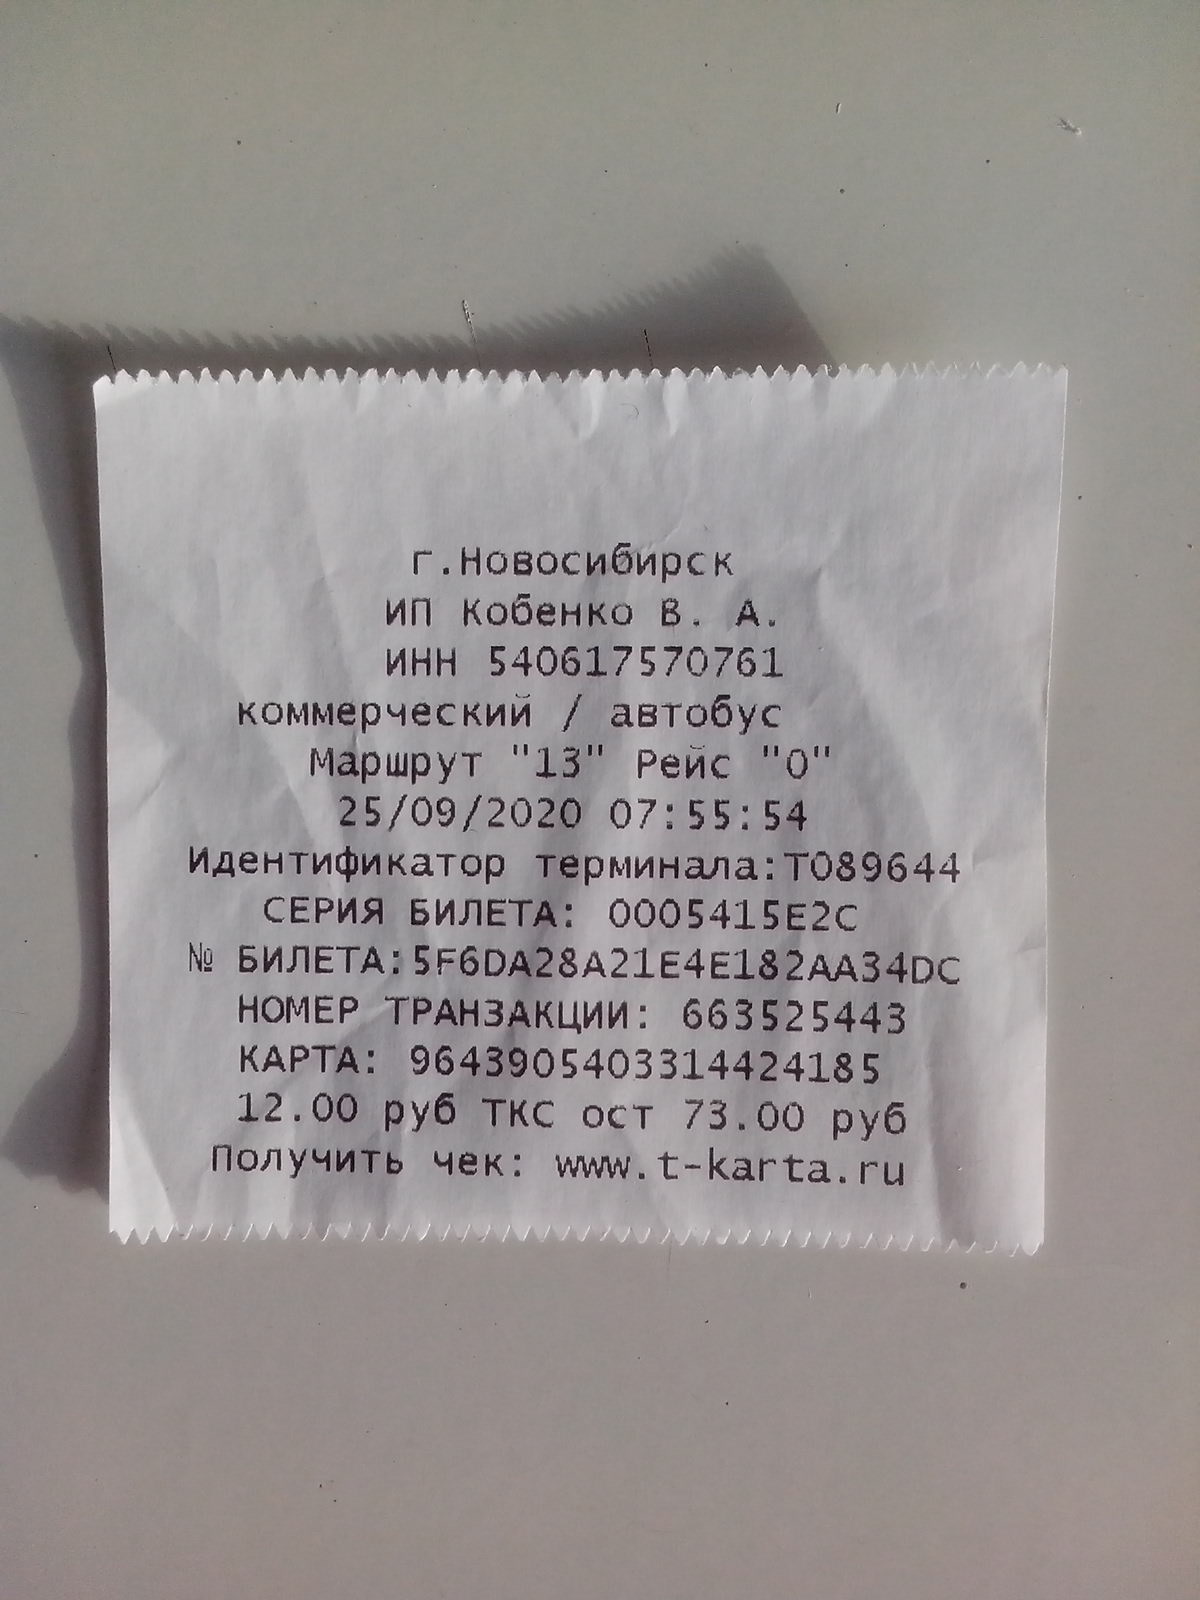 г.Новосибирск
ИП Кобенко В. А.
ИНН 540617570761
коммерческий / автобус
Маршрут "13" Рейс "0"
25/09/2020 07:55:54
Идентификатор терминала:T089644
СЕРИЯ БИЛЕТА: 0005415E2C
№ БИЛЕТА:5F6DA28A21E4E182AA34DC
НОМЕР ТРАНЗАКЦИИ: 663525443
КАРТА: 9643905403314424185
12.00 руб ТКС ост 73.00 руб
Получить чек: www.t-karta.ru